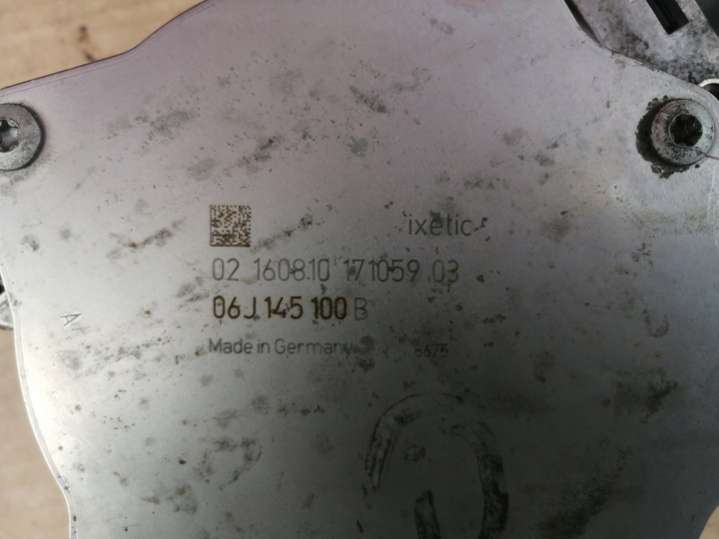 ixetic
02 160810 171059 03
06J 145 100 B
Made in Germany
A